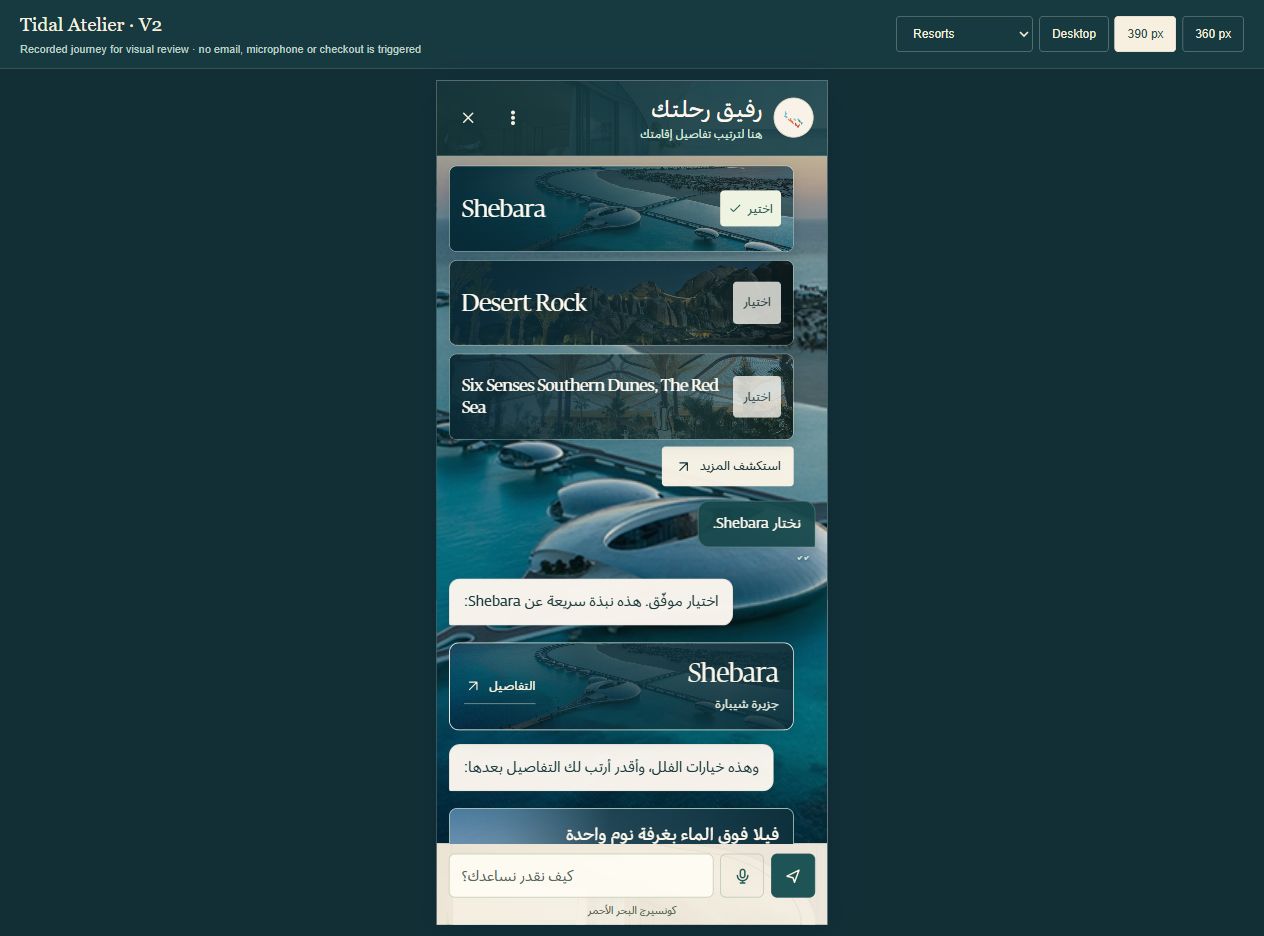 Tidal Atelier · V2
Recorded journey for visual review · no email, microphone or checkout is triggered
Resorts
Desktop
390 px
360 px
رفيق رحلتك
هنا لترتيب تفاصيل إقامتك
Shebara
اختير
Desert Rock
اختيار
Six Senses Southern Dunes, The Red
Sea
اختيار
استكشف المزيد
نختار Shebara.
اختيار موفّق. هذه نبذة سريعة عن Shebara:
Shebara
جزيرة شيبارة
التفاصيل
وهذه خيارات الفلل، وأقدر أرتب لك التفاصيل بعدها:
فيلا فوق الماء بغرفة نوم واحدة
كيف نقدر نساعدك؟
كونسيرج البحر الأحمر